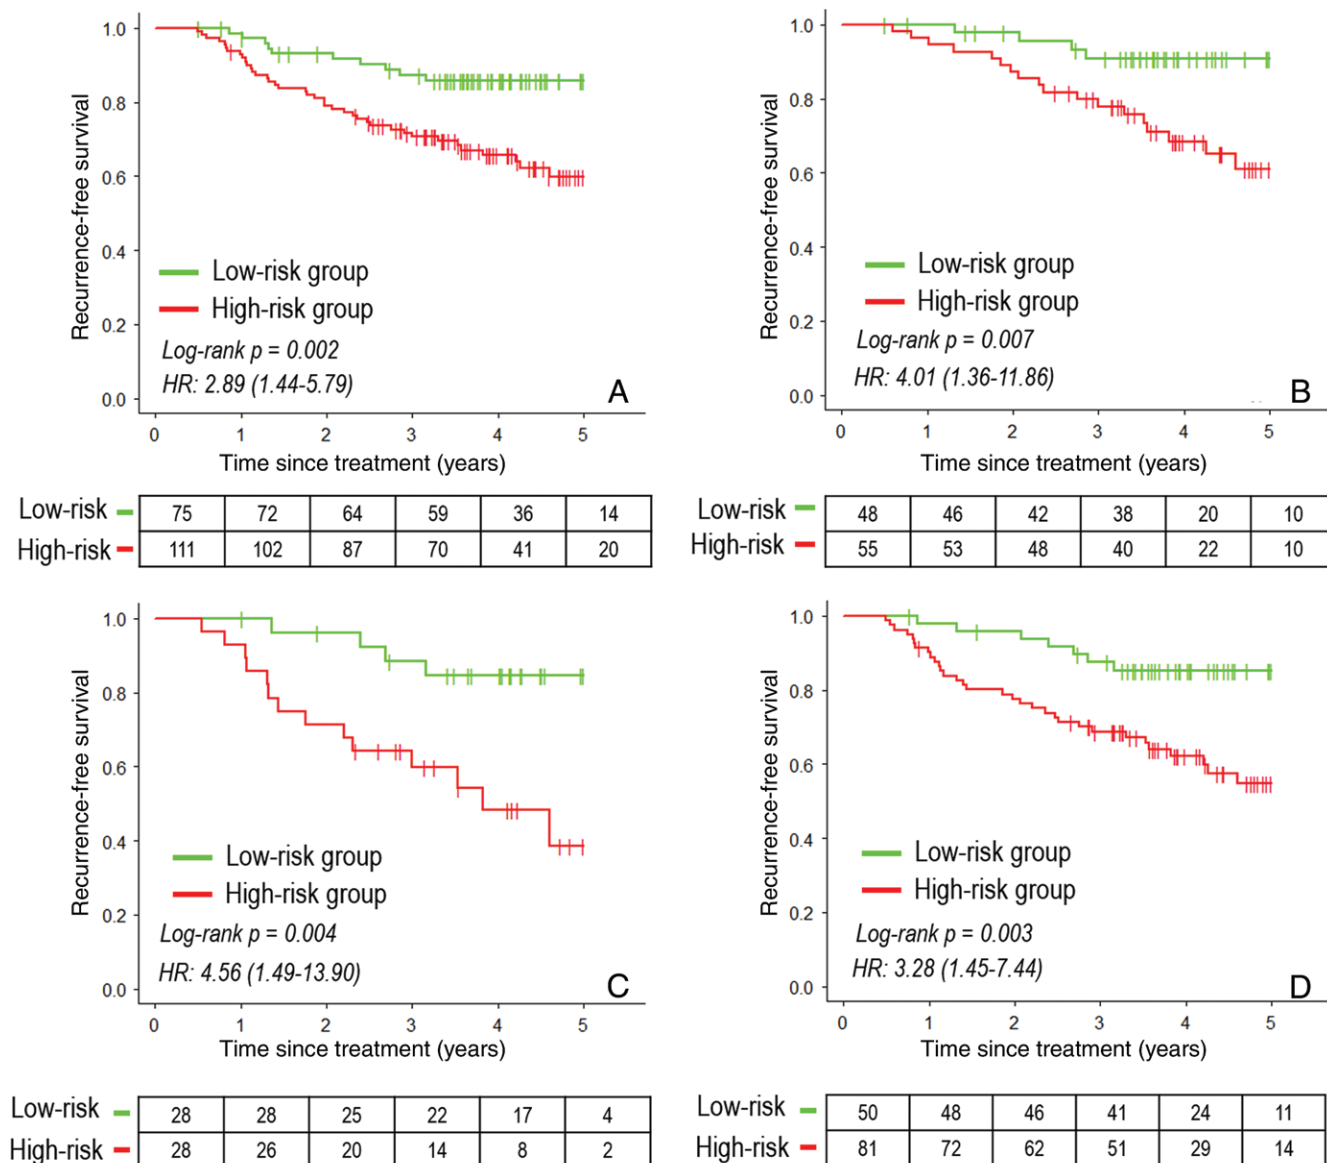 1.0
0.8
0.6
0.4
0.2
0.0
Recurrence-free survival
Low-risk group
High-risk group
Log-rank p = 0.002
HR: 2.89 (1.44-5.79)
A
0 1 2 3 4 5
Time since treatment (years)
Low-risk 75 72 64 59 36 14
High-risk 111 102 87 70 41 20
1.0
0.8
0.6
0.4
0.2
0.0
Recurrence-free survival
Low-risk group
High-risk group
Log-rank p = 0.007
HR: 4.01 (1.36-11.86)
B
0 1 2 3 4 5
Time since treatment (years)
Low-risk 48 46 42 38 20 10
High-risk 55 53 48 40 22 10
1.0
0.8
0.6
0.4
0.2
0.0
Recurrence-free survival
Low-risk group
High-risk group
Log-rank p = 0.004
HR: 4.56 (1.49-13.90)
C
0 1 2 3 4 5
Time since treatment (years)
Low-risk 28 28 25 22 17 4
High-risk 28 26 20 14 8 2
1.0
0.8
0.6
0.4
0.2
0.0
Recurrence-free survival
Low-risk group
High-risk group
Log-rank p = 0.003
HR: 3.28 (1.45-7.44)
D
0 1 2 3 4 5
Time since treatment (years)
Low-risk 50 48 46 41 24 11
High-risk 81 72 62 51 29 14